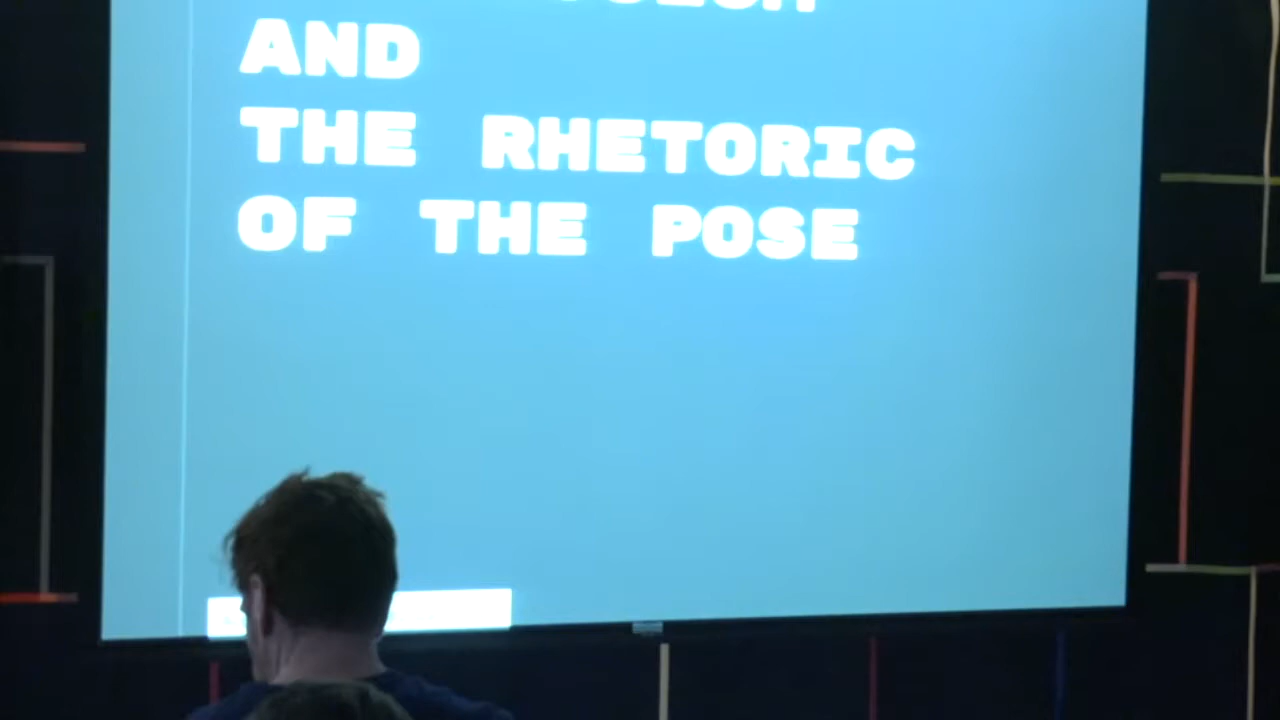 AND
THE RHETORIC
OF THE POSE